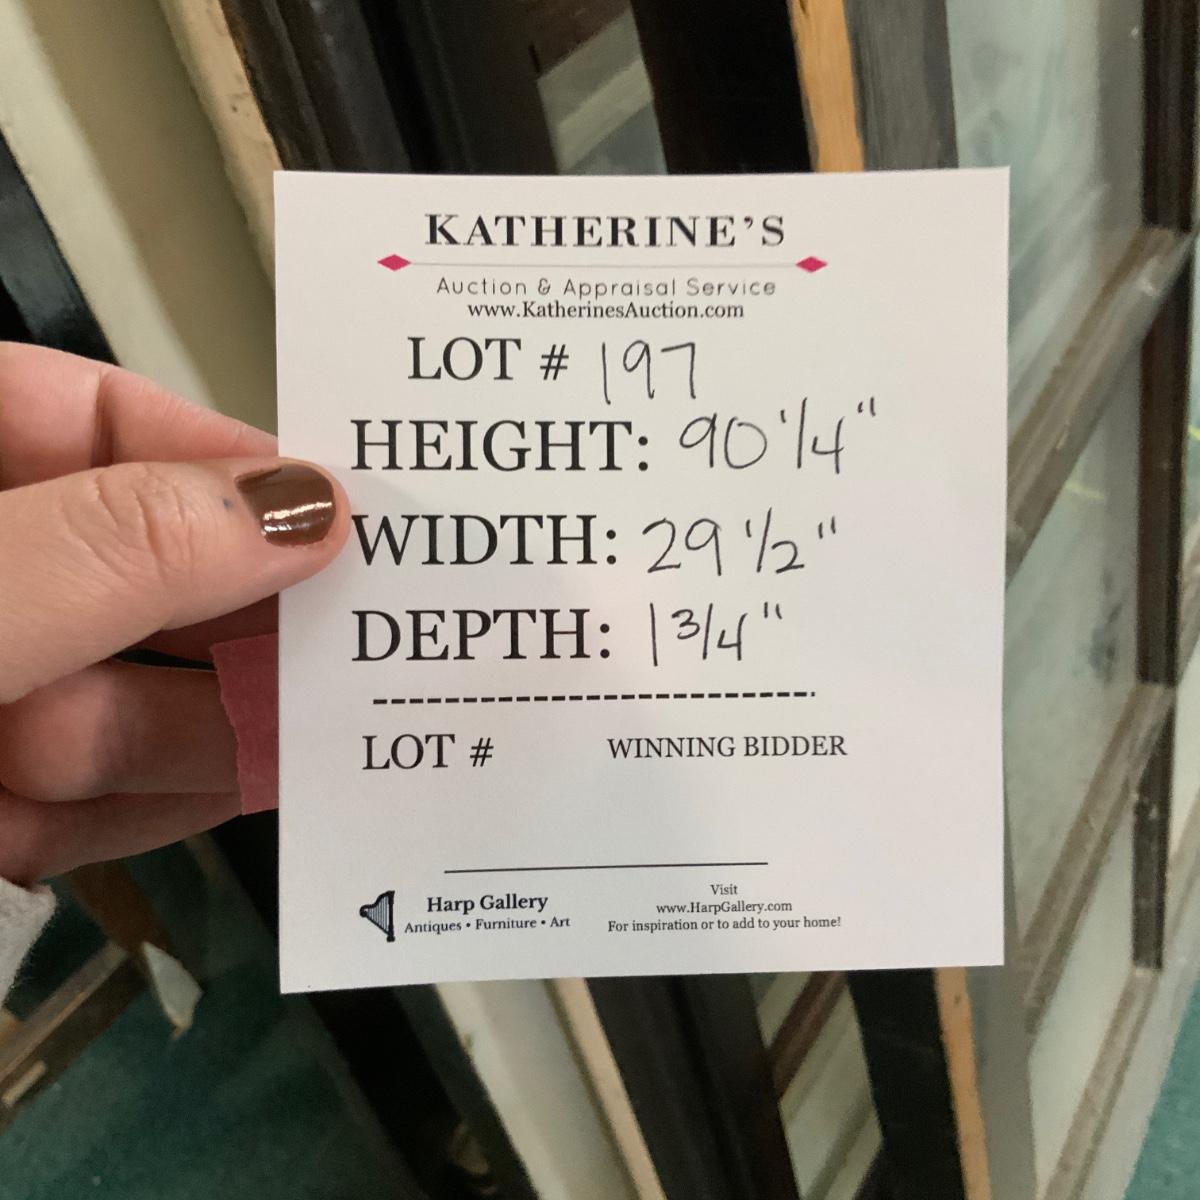 KATHERINE'S
Auction & Appraisal Service
www.KatherinesAuction.com
LOT # 197
HEIGHT: 90 1/4"
WIDTH: 29 1/2"
DEPTH: 1 3/4"
LOT # WINNING BIDDER
Harp Gallery
Antiques • Furniture • Art
Visit
www.HarpGallery.com
For inspiration or to add to your home!